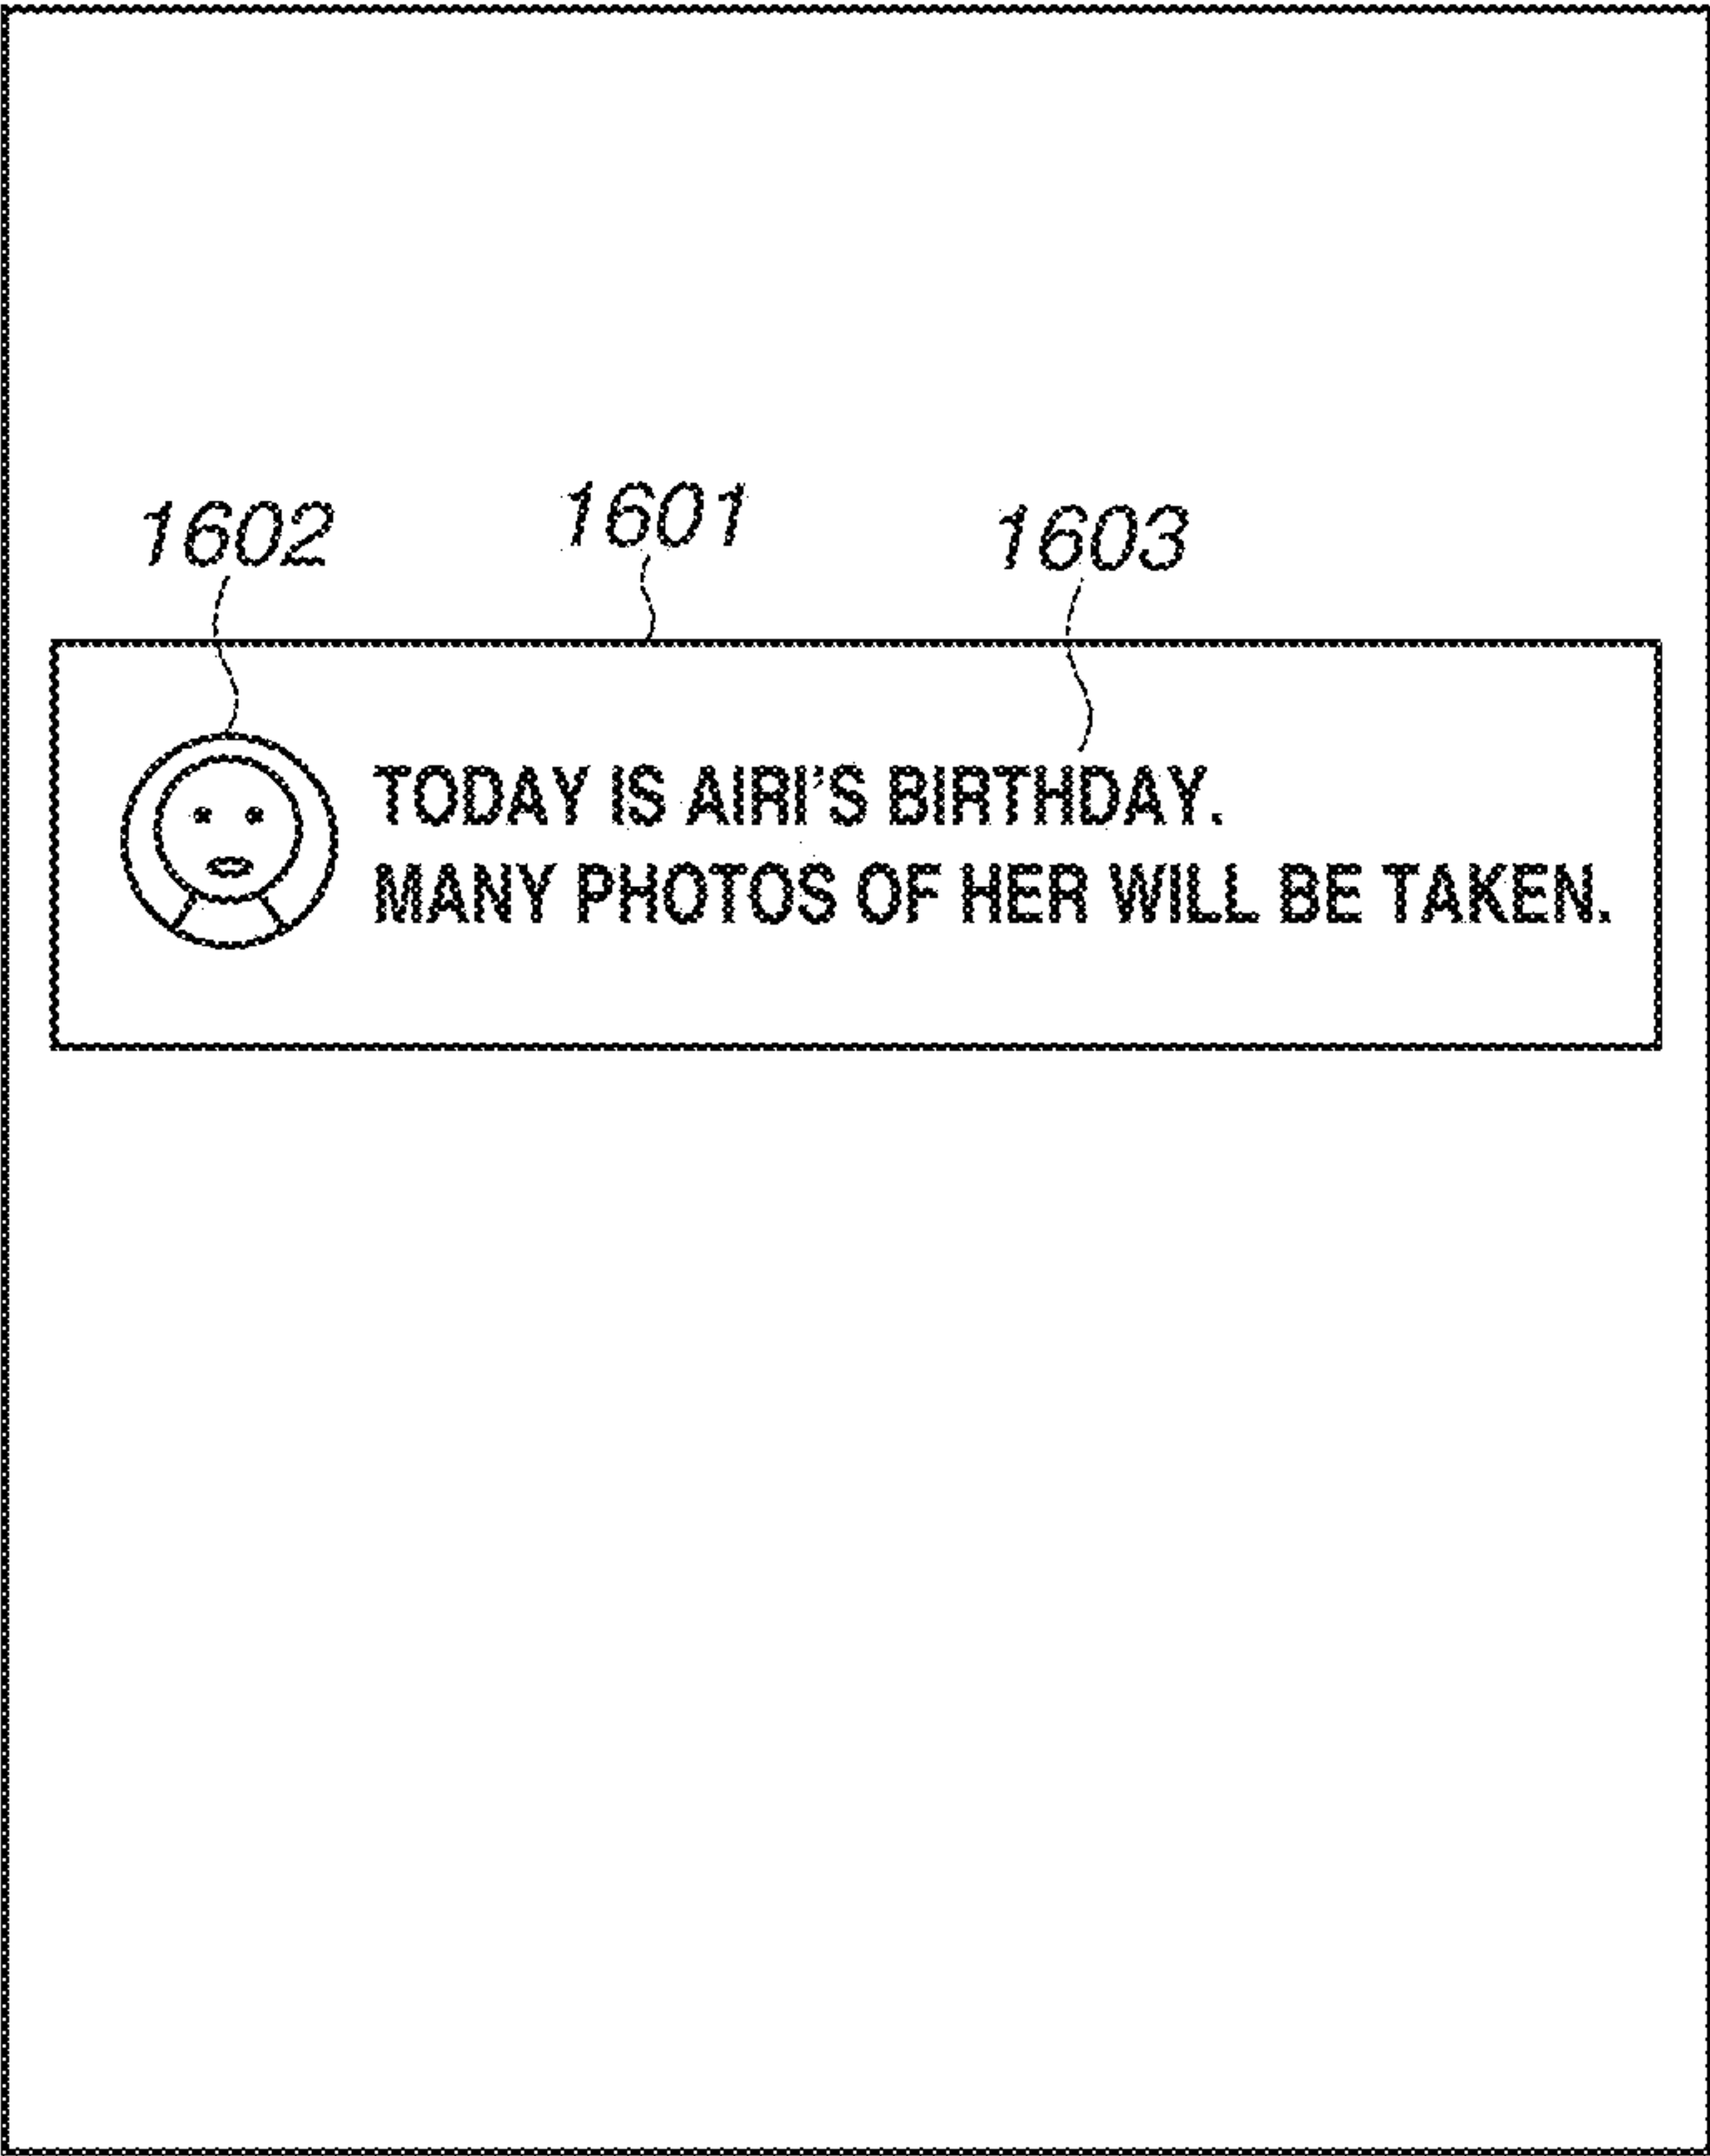 1602 1601 1603
TODAY IS AIRI'S BIRTHDAY.
MANY PHOTOS OF HER WILL BE TAKEN.